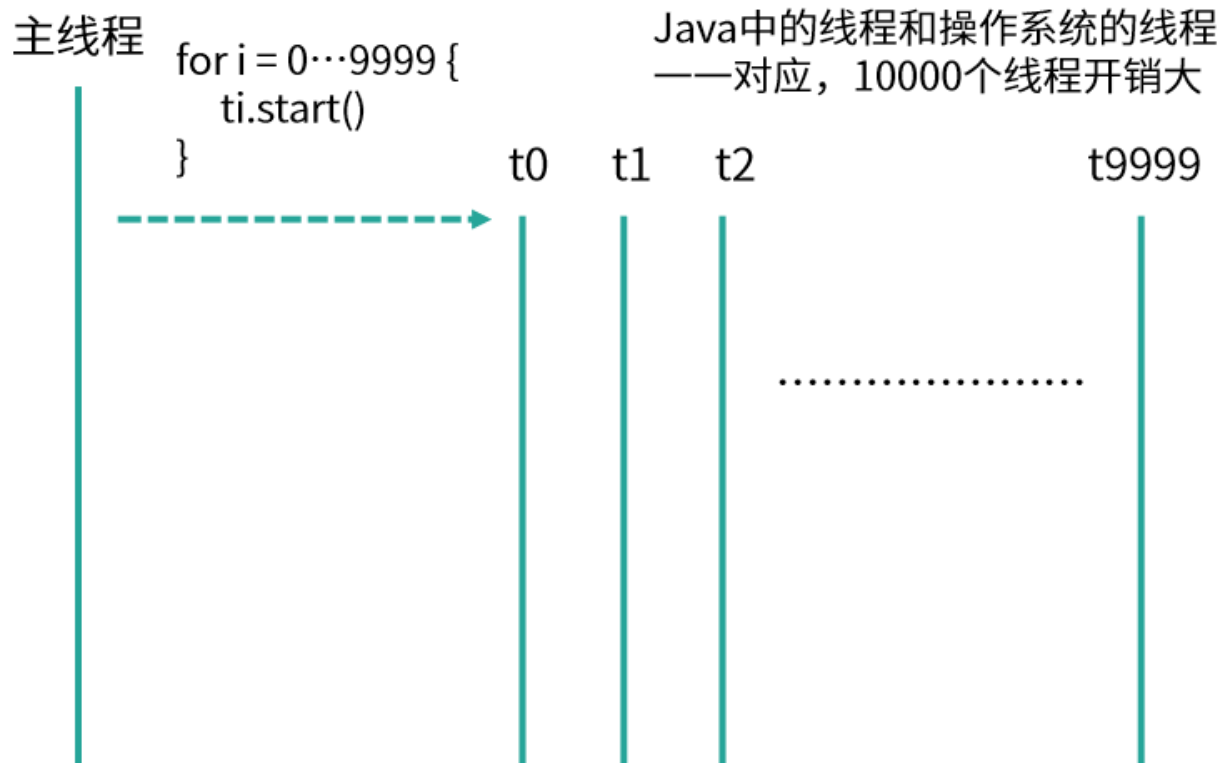 主线程
for i = 0…9999 {
ti.start()
}
Java中的线程和操作系统的线程
一一对应，10000个线程开销大
t0 t1 t2 t9999
…………………